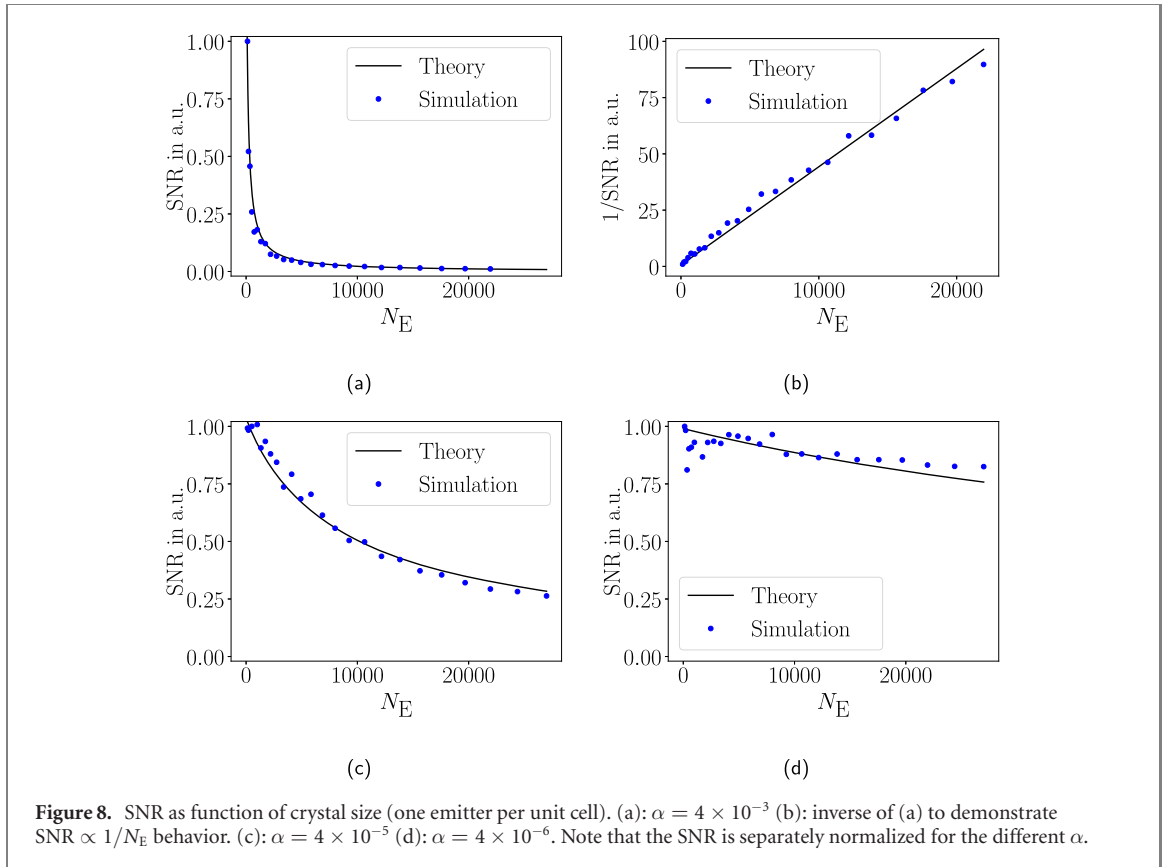 1.00
0.75
0.50
0.25
0.00
SNR in a.u.
Theory
Simulation
0 10000 20000
N_E
(a)
100
75
50
25
0
1/SNR in a.u.
Theory
Simulation
0 10000 20000
N_E
(b)
1.00
0.75
0.50
0.25
0.00
SNR in a.u.
Theory
Simulation
0 10000 20000
N_E
(c)
1.00
0.75
0.50
0.25
0.00
SNR in a.u.
Theory
Simulation
0 10000 20000
N_E
(d)
Figure 8. SNR as function of crystal size (one emitter per unit cell). (a): α = 4 × 10⁻³ (b): inverse of (a) to demonstrate
SNR ∝ 1/N_E behavior. (c): α = 4 × 10⁻⁵ (d): α = 4 × 10⁻⁶. Note that the SNR is separately normalized for the different α.